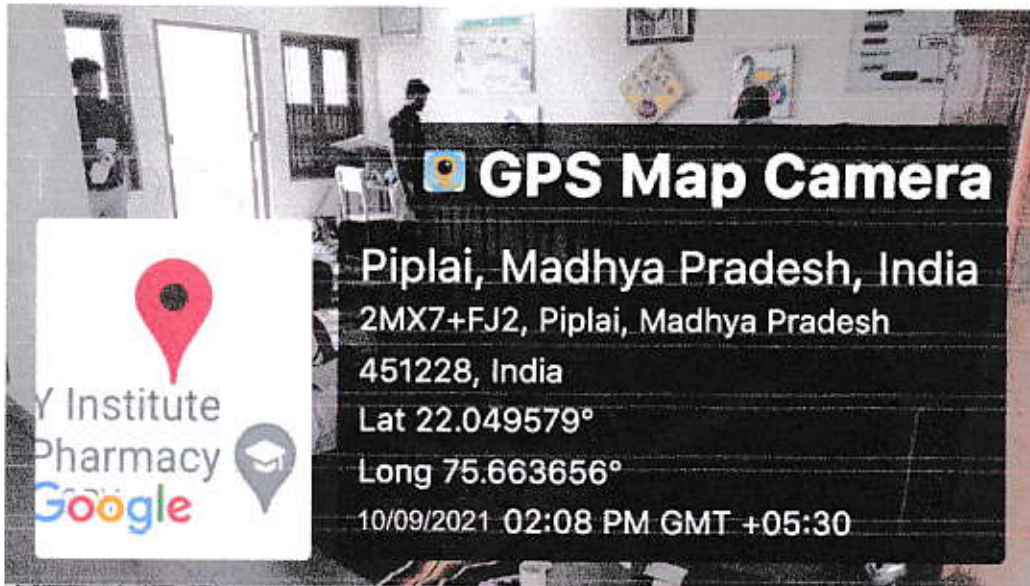 GPS Map Camera
Piplai, Madhya Pradesh, India
2MX7+FJ2, Piplai, Madhya Pradesh
451228, India
Lat 22.049579°
Long 75.663656°
10/09/2021 02:08 PM GMT +05:30
Y Institute
Pharmacy
Google